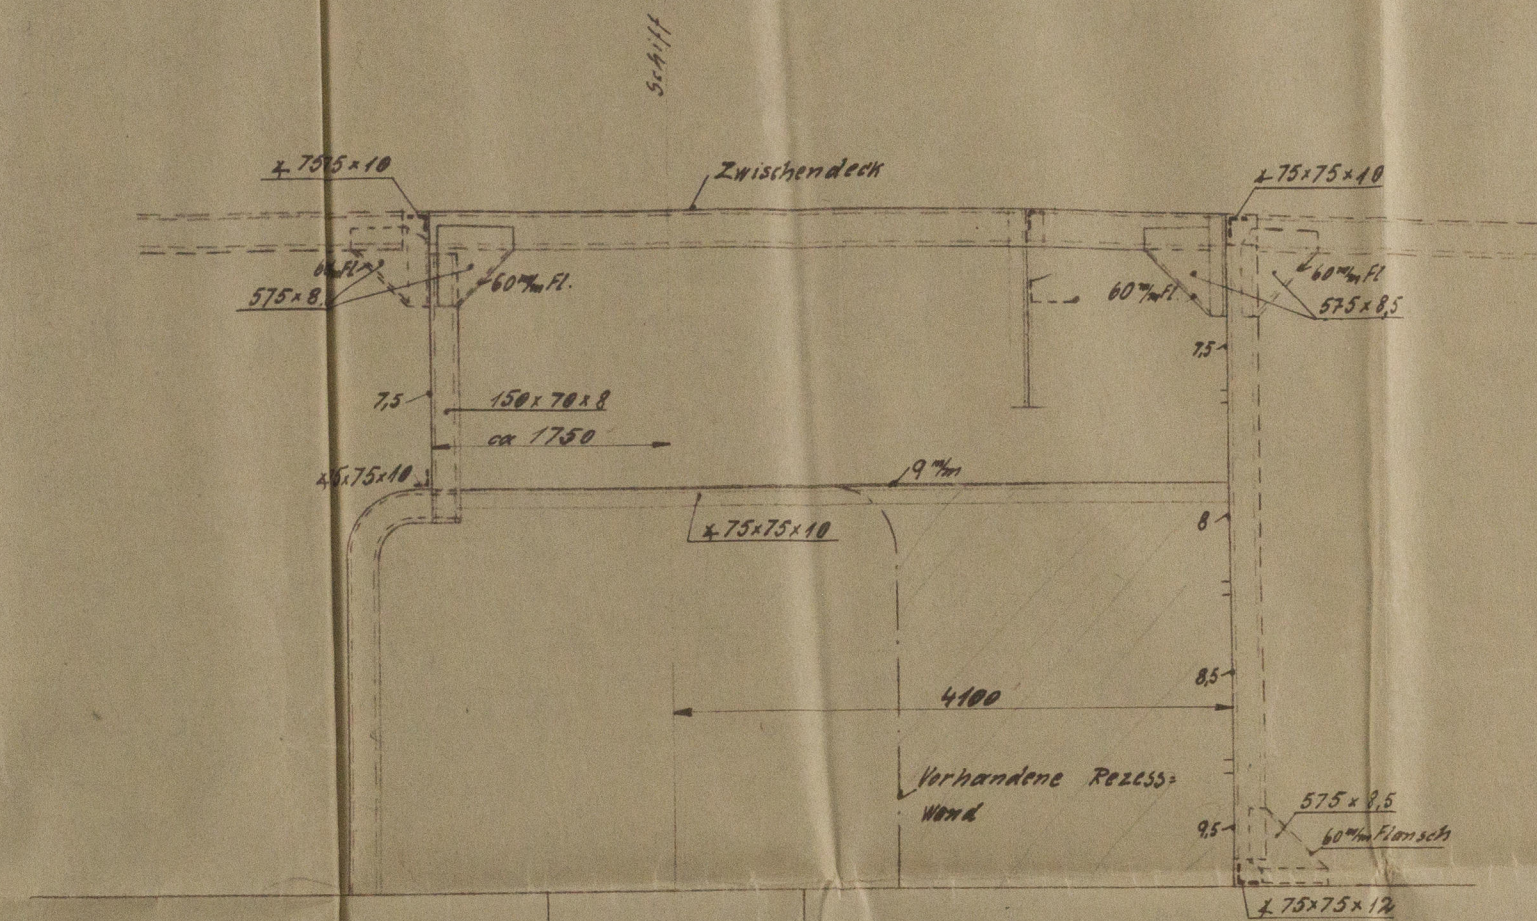 Schiff
∠ 7575 × 10
Zwischendeck
∠ 75×75×10
60 m/m Fl.
60 m/m Fl.
575 × 8
60 m/m Fl
60 m/m Fl
575 × 8,5
7,5
7,5
150 × 70 × 8
ca 1750
∠ 75×75×10
9 m/m
∠ 75×75×10
8
8,5
4100
Vorhandene Rezess=
Wand
575 × 8,5
9,5
60 m/m Flansch
∠ 75×75×12